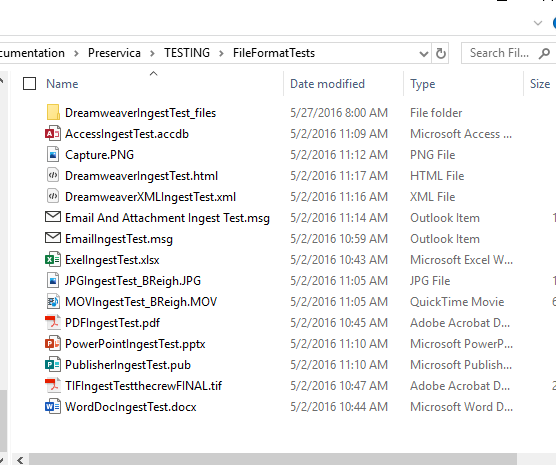 cumentation > Preservica > TESTING > FileFormatTests Search Fil...
Name Date modified Type
DreamweaverIngestTest_files 5/27/2016 8:00 AM File folder
AccessIngestTest.accdb 5/2/2016 11:09 AM Microsoft Access ...
Capture.PNG 5/2/2016 11:12 AM PNG File
DreamweaverIngestTest.html 5/2/2016 11:17 AM HTML File
DreamweaverXMLIngestTest.xml 5/2/2016 11:16 AM XML File
Email And Attachment Ingest Test.msg 5/2/2016 11:14 AM Outlook Item 1
EmailIngestTest.msg 5/2/2016 10:59 AM Outlook Item
ExelIngestTest.xlsx 5/2/2016 10:43 AM Microsoft Excel W...
JPGIngestTest_BReigh.JPG 5/2/2016 11:05 AM JPG File 1
MOVIngestTest_BReigh.MOV 5/2/2016 11:05 AM QuickTime Movie 6
PDFIngestTest.pdf 5/2/2016 10:45 AM Adobe Acrobat D...
PowerPointIngestTest.pptx 5/2/2016 11:10 AM Microsoft PowerP...
PublisherIngestTest.pub 5/2/2016 11:10 AM Microsoft Publish...
TIFIngestTestthecrewFINAL.tif 5/2/2016 10:47 AM Adobe Acrobat D... 2
WordDocIngestTest.docx 5/2/2016 10:44 AM Microsoft Word D...